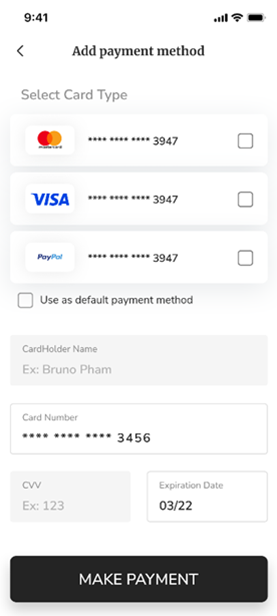 9:41
Add payment method
Select Card Type
**** **** **** 3947
VISA **** **** **** 3947
PayPal **** **** **** 3947
Use as default payment method
CardHolder Name
Ex: Bruno Pham
Card Number
**** **** **** 3456
CVV Expiration Date
Ex: 123 03/22
MAKE PAYMENT